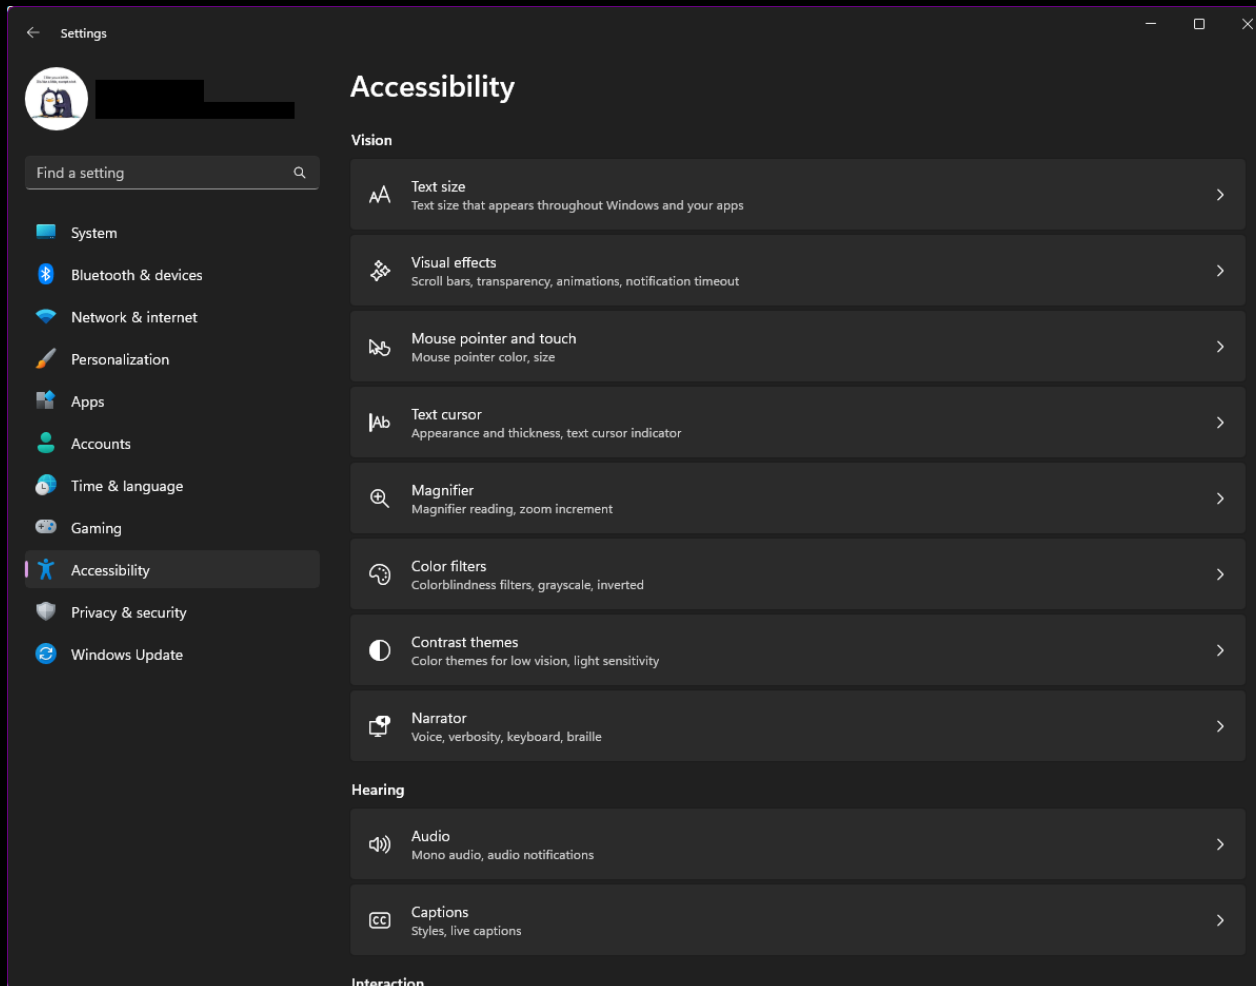 Settings
Find a setting
System
Bluetooth & devices
Network & internet
Personalization
Apps
Accounts
Time & language
Gaming
Accessibility
Privacy & security
Windows Update
Accessibility
Vision
Text size
Text size that appears throughout Windows and your apps
Visual effects
Scroll bars, transparency, animations, notification timeout
Mouse pointer and touch
Mouse pointer color, size
Ab
Text cursor
Appearance and thickness, text cursor indicator
Magnifier
Magnifier reading, zoom increment
Color filters
Colorblindness filters, grayscale, inverted
Contrast themes
Color themes for low vision, light sensitivity
Narrator
Voice, verbosity, keyboard, braille
Hearing
Audio
Mono audio, audio notifications
CC
Captions
Styles, live captions
Interaction